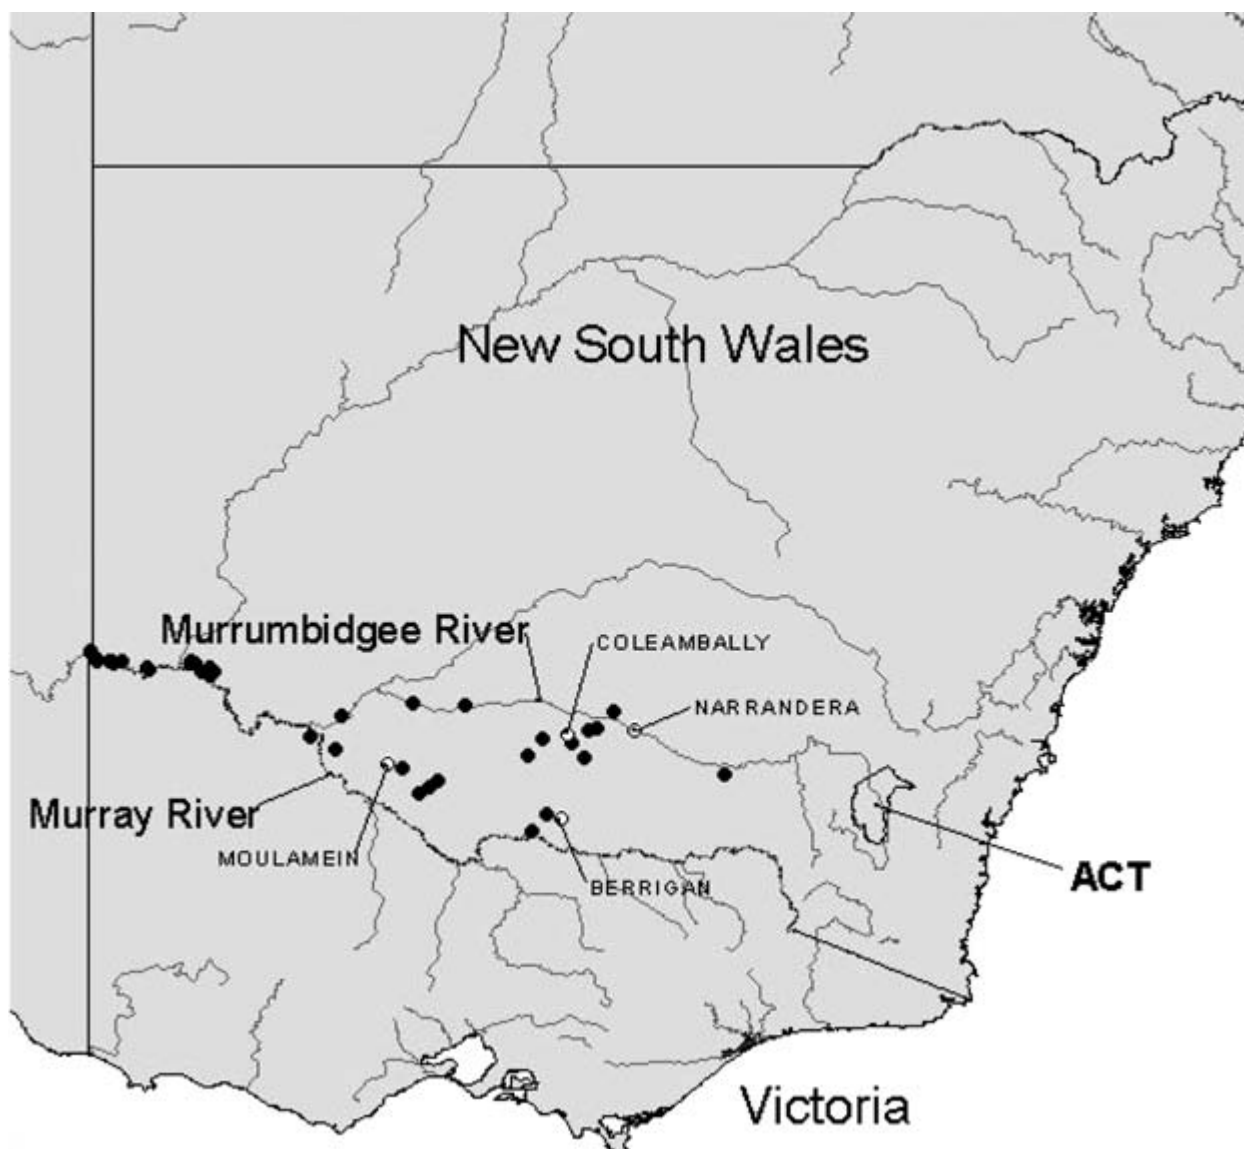 New South Wales
Murrumbidgee River
COLEAMBALLY
NARRANDERA
Murray River
MOULAMEIN
BERRIGAN
ACT
Victoria